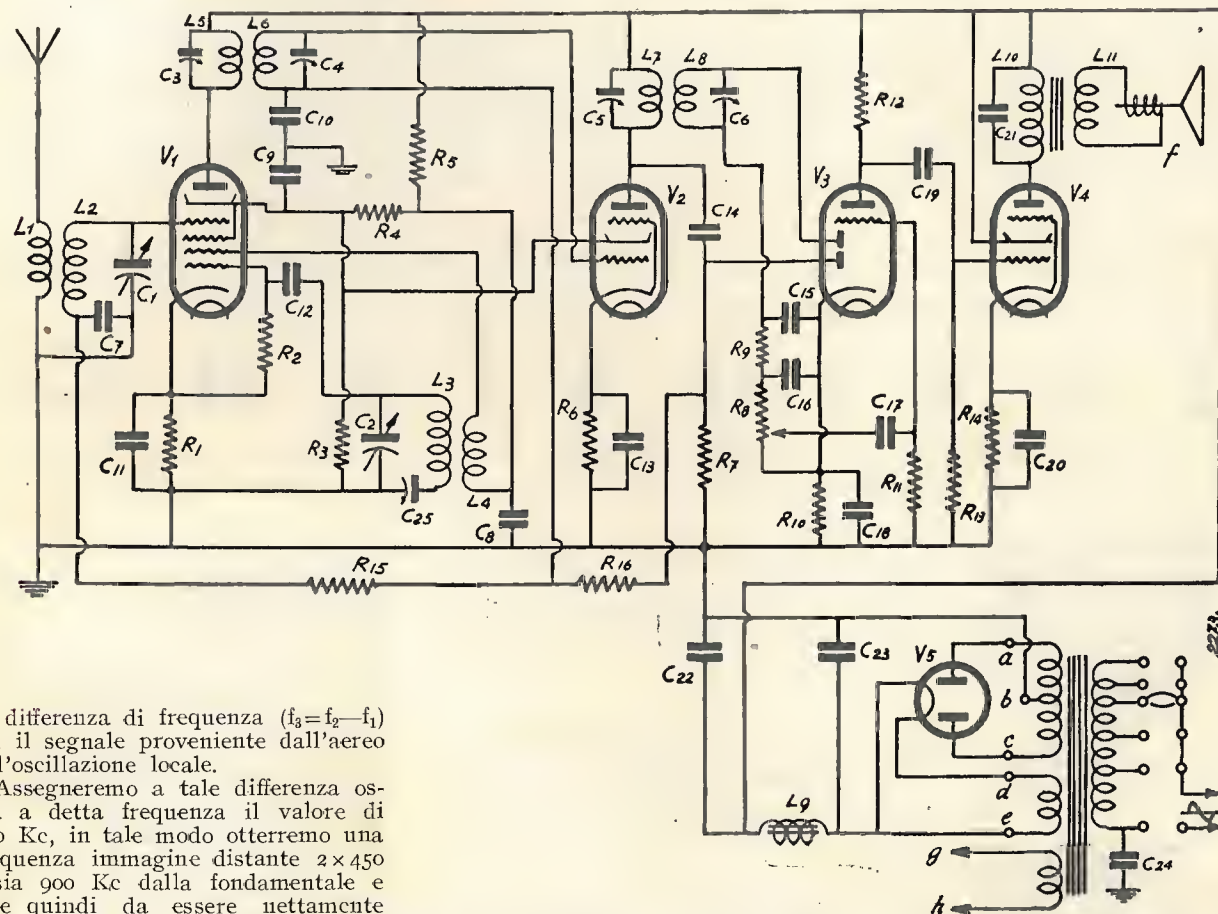 L5
L6
C3
C4
L7
L8
L10
L11
R12
C10
C5
C6
C21
C9
R5
C19
f
V1
V2
V3
V4
L1
L2
R4
C14
C1
C12
C7
R2
C15
R9
L3
C16
C2
R6
R8
C17
R14
C11
R1
R3
C13
R7
L4
R11
C20
C25
C8
R10
C18
R13
R15
R16
C22
C23
V5
a
b
c
d
e
L9
g
h
C24
2273
differenza di frequenza (f₃=f₂—f₁)
il segnale proveniente dall'aereo
l'oscillazione locale.
Assegneremo a tale differenza os-
a detta frequenza il valore di
o Kc, in tale modo otterremo una
quenza immagine distante 2×450
sia 900 Kc dalla fondamentale e
e quindi da essere nettamente